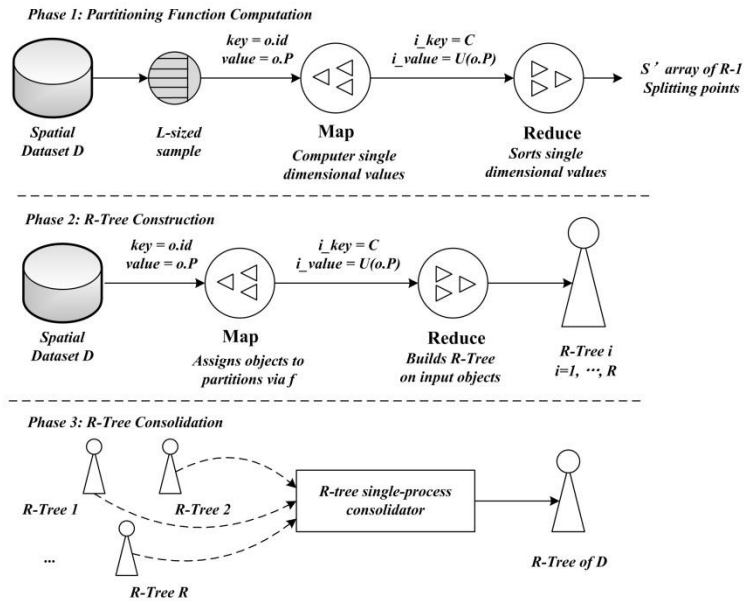 Phase 1: Partitioning Function Computation
key = o.id
value = o.P
i_key = C
i_value = U(o.P)
S' array of R-1
Splitting points
Spatial
Dataset D
L-sized
sample
Map
Computer single
dimensional values
Reduce
Sorts single
dimensional values
Phase 2: R-Tree Construction
key = o.id
value = o.P
i_key = C
i_value = U(o.P)
Spatial
Dataset D
Map
Assigns objects to
partitions via f
Reduce
Builds R-Tree
on input objects
R-Tree i
i=1, ···, R
Phase 3: R-Tree Consolidation
R-Tree 1
R-Tree 2
R-tree single-process
consolidator
...
R-Tree R
R-Tree of D